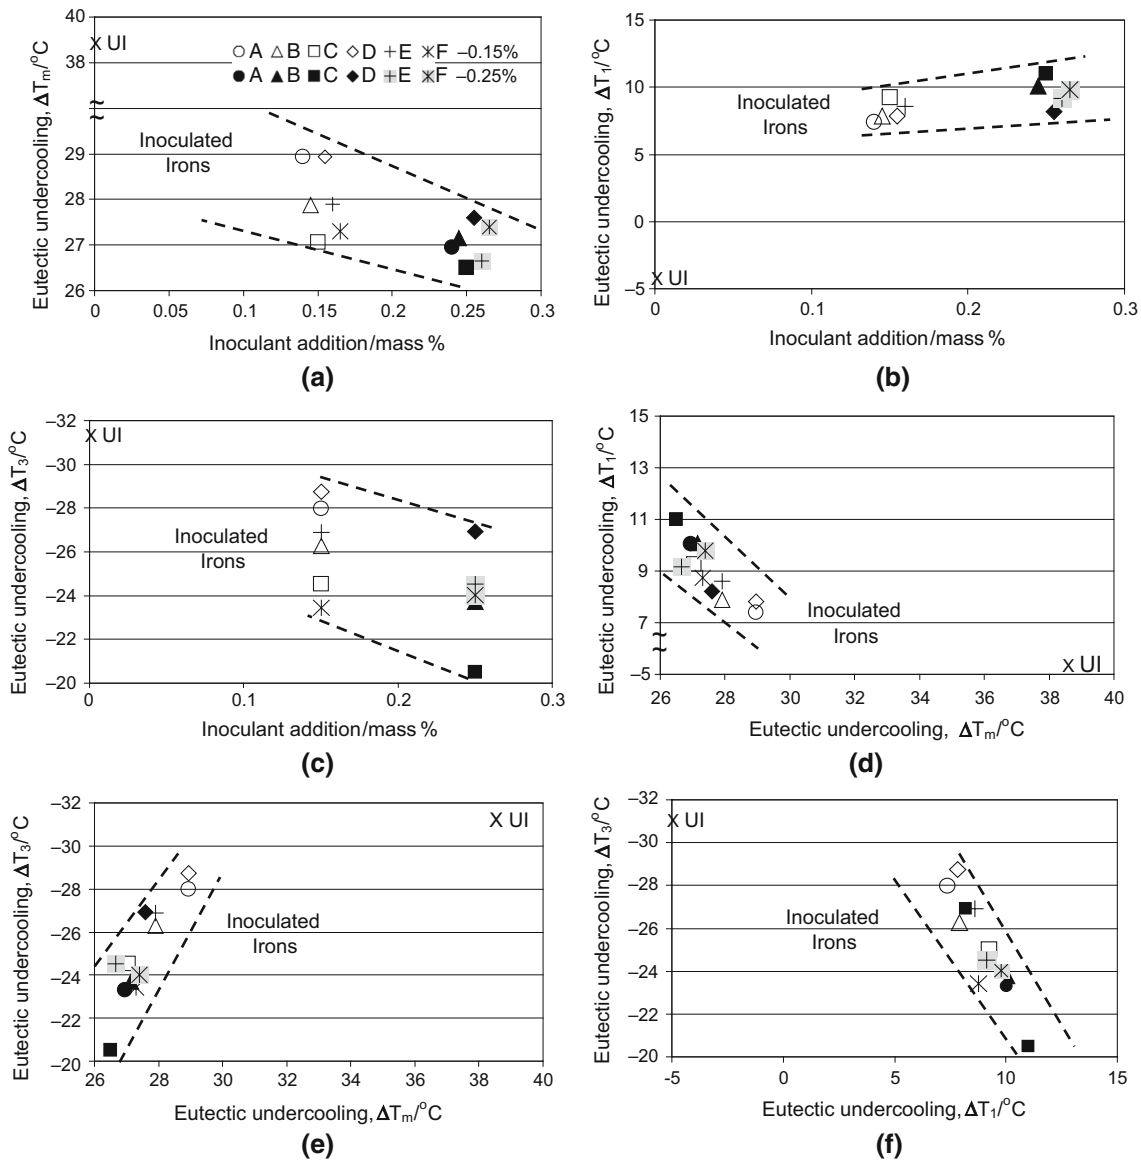 Eutectic undercooling, ΔTm/°C
40
38
29
28
27
26
X UI
A B C D E F –0.15%
A B C D E F –0.25%
Inoculated
Irons
0 0.05 0.1 0.15 0.2 0.25 0.3
Inoculant addition/mass %
(a)
Eutectic undercooling, ΔT1/°C
15
10
5
0
–5
Inoculated
Irons
X UI
0 0.1 0.2 0.3
Inoculant addition/mass %
(b)
Eutectic undercooling, ΔT3/°C
–32
–30
–28
–26
–24
–22
–20
X UI
Inoculated
Irons
0 0.1 0.2 0.3
Inoculant addition/mass %
(c)
Eutectic undercooling, ΔT1/°C
15
13
11
9
7
–5
Inoculated
Irons
X UI
26 28 30 32 34 36 38 40
Eutectic undercooling, ΔTm/°C
(d)
Eutectic undercooling, ΔT3/°C
–32
–30
–28
–26
–24
–22
–20
X UI
Inoculated
Irons
26 28 30 32 34 36 38 40
Eutectic undercooling, ΔTm/°C
(e)
Eutectic undercooling, ΔT3/°C
–32
–30
–28
–26
–24
–22
–20
X UI
Inoculated
Irons
-5 0 5 10 15
Eutectic undercooling, ΔT1/°C
(f)